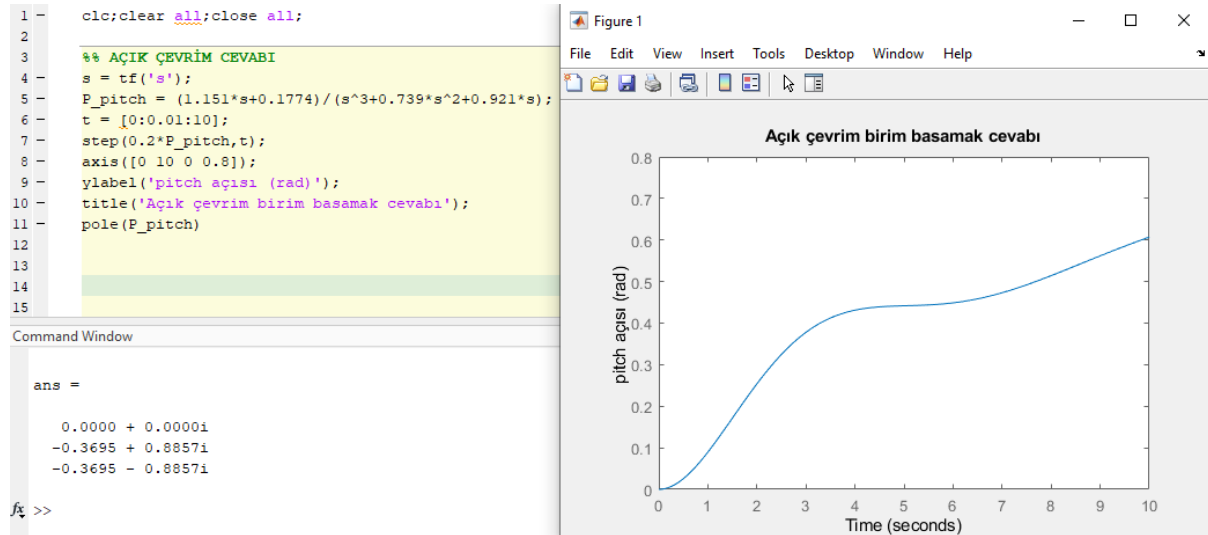 1 - clc;clear all;close all;
2
3 %% AÇIK ÇEVRİM CEVABI
4 - s = tf('s');
5 - P_pitch = (1.151*s+0.1774)/(s^3+0.739*s^2+0.921*s);
6 - t = [0:0.01:10];
7 - step(0.2*P_pitch,t);
8 - axis([0 10 0 0.8]);
9 - ylabel('pitch açısı (rad)');
10 - title('Açık çevrim birim basamak cevabı');
11 - pole(P_pitch)
12
13
14
15
Command Window
ans =
0.0000 + 0.0000i
-0.3695 + 0.8857i
-0.3695 - 0.8857i
fx >>
Figure 1
File Edit View Insert Tools Desktop Window Help
Açık çevrim birim basamak cevabı
0.8
0.7
0.6
0.5
0.4
0.3
0.2
0.1
0
pitch açısı (rad)
0 1 2 3 4 5 6 7 8 9 10
Time (seconds)